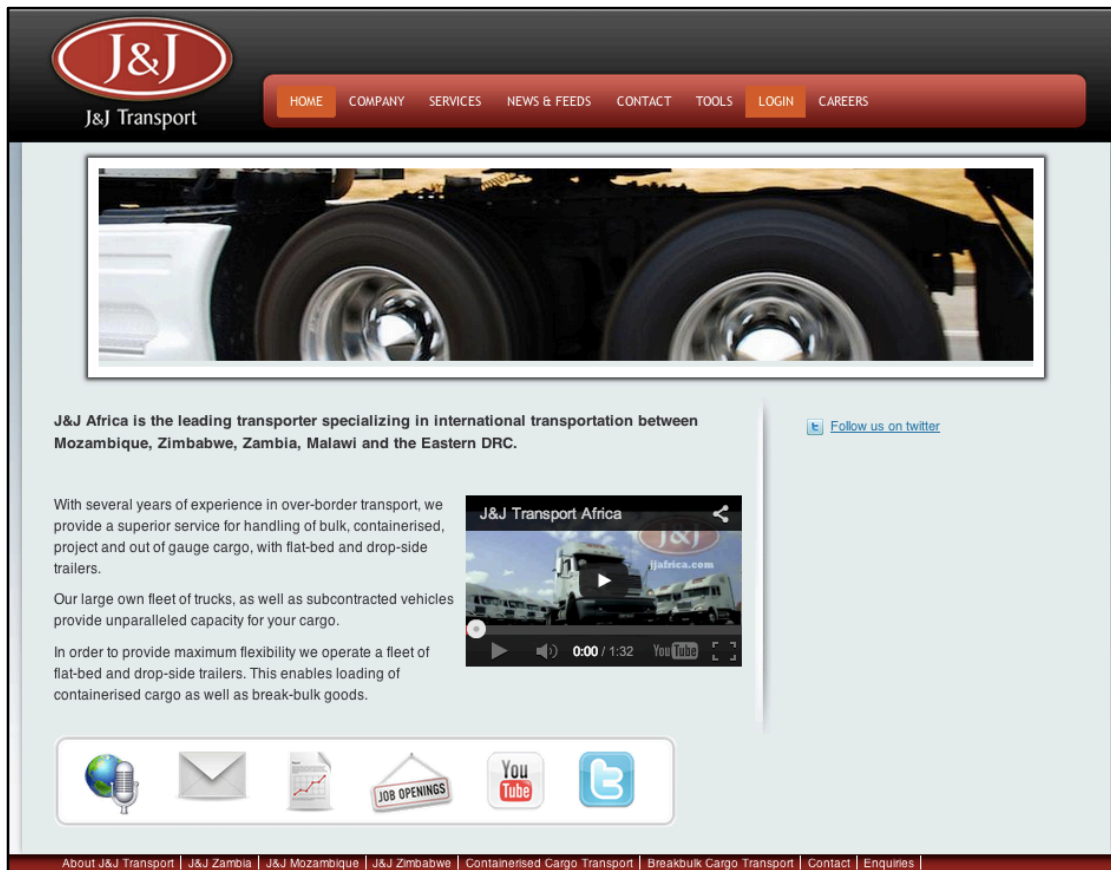 J&J
J&J Transport
HOME COMPANY SERVICES NEWS & FEEDS CONTACT TOOLS LOGIN CAREERS
J&J Africa is the leading transporter specializing in international transportation between
Mozambique, Zimbabwe, Zambia, Malawi and the Eastern DRC.
Follow us on twitter
With several years of experience in over-border transport, we
provide a superior service for handling of bulk, containerised,
project and out of gauge cargo, with flat-bed and drop-side
trailers.
Our large own fleet of trucks, as well as subcontracted vehicles
provide unparalleled capacity for your cargo.
In order to provide maximum flexibility we operate a fleet of
flat-bed and drop-side trailers. This enables loading of
containerised cargo as well as break-bulk goods.
J&J Transport Africa
J&J
jjafrica.com
0:00 / 1:32 YouTube
JOB OPENINGS
You
Tube
About J&J Transport | J&J Zambia | J&J Mozambique | J&J Zimbabwe | Containerised Cargo Transport | Breakbulk Cargo Transport | Contact | Enquiries |